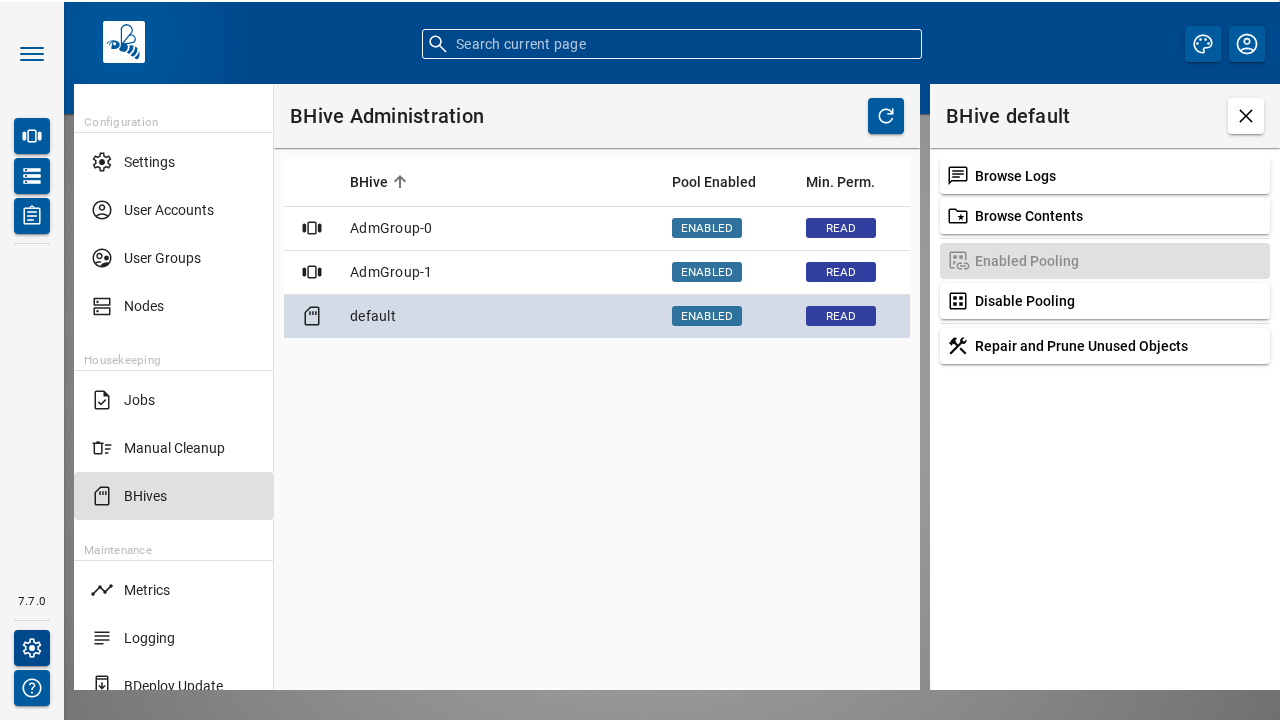 Search current page
Configuration
Settings
User Accounts
User Groups
Nodes
Housekeeping
Jobs
Manual Cleanup
BHives
Maintenance
Metrics
Logging
BDeploy Update
7.7.0
BHive Administration
BHive Pool Enabled Min. Perm.
AdmGroup-0 ENABLED READ
AdmGroup-1 ENABLED READ
default ENABLED READ
BHive default
Browse Logs
Browse Contents
Enabled Pooling
Disable Pooling
Repair and Prune Unused Objects